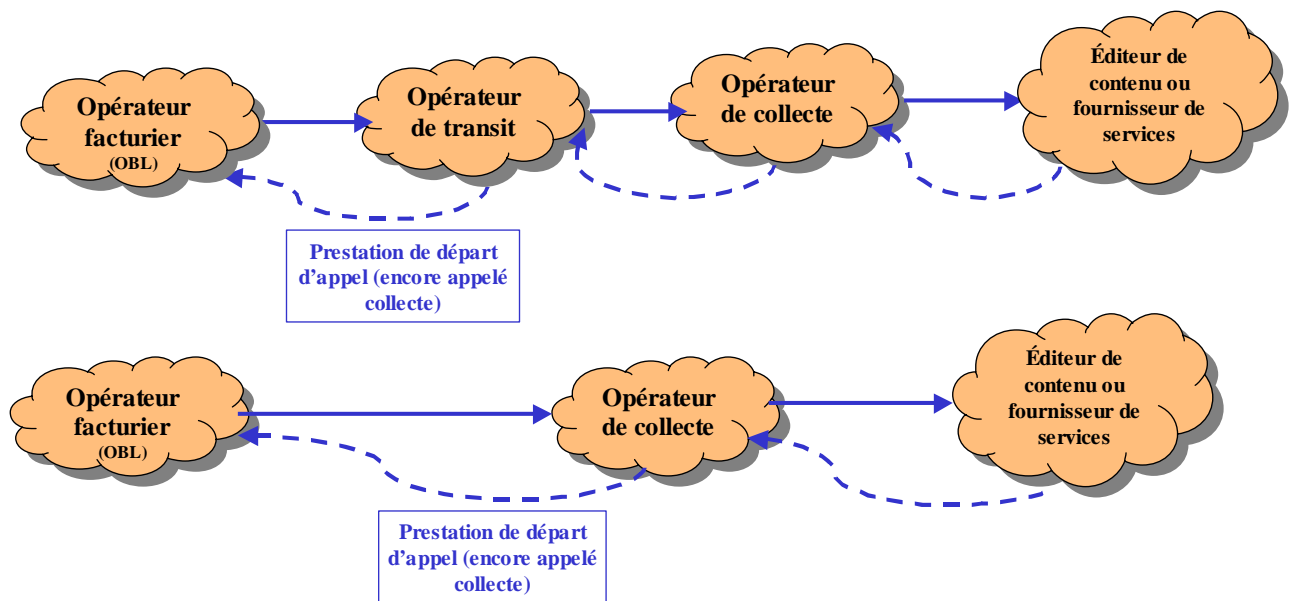 Opérateur
facturier
(OBL)
Opérateur
de transit
Opérateur
de collecte
Éditeur de
contenu ou
fournisseur de
services
Prestation de départ
d'appel (encore appelé
collecte)
Opérateur
facturier
(OBL)
Opérateur
de collecte
Éditeur de
contenu ou
fournisseur de
services
Prestation de départ
d'appel (encore appelé
collecte)